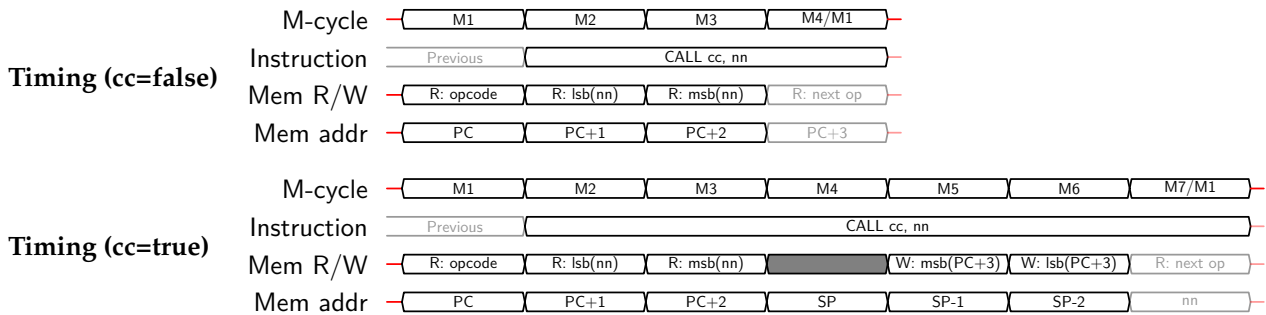 M-cycle M1 M2 M3 M4/M1
Instruction Previous CALL cc, nn
Timing (cc=false)
Mem R/W R: opcode R: lsb(nn) R: msb(nn) R: next op
Mem addr PC PC+1 PC+2 PC+3
M-cycle M1 M2 M3 M4 M5 M6 M7/M1
Instruction Previous CALL cc, nn
Timing (cc=true)
Mem R/W R: opcode R: lsb(nn) R: msb(nn) W: msb(PC+3) W: lsb(PC+3) R: next op
Mem addr PC PC+1 PC+2 SP SP-1 SP-2 nn